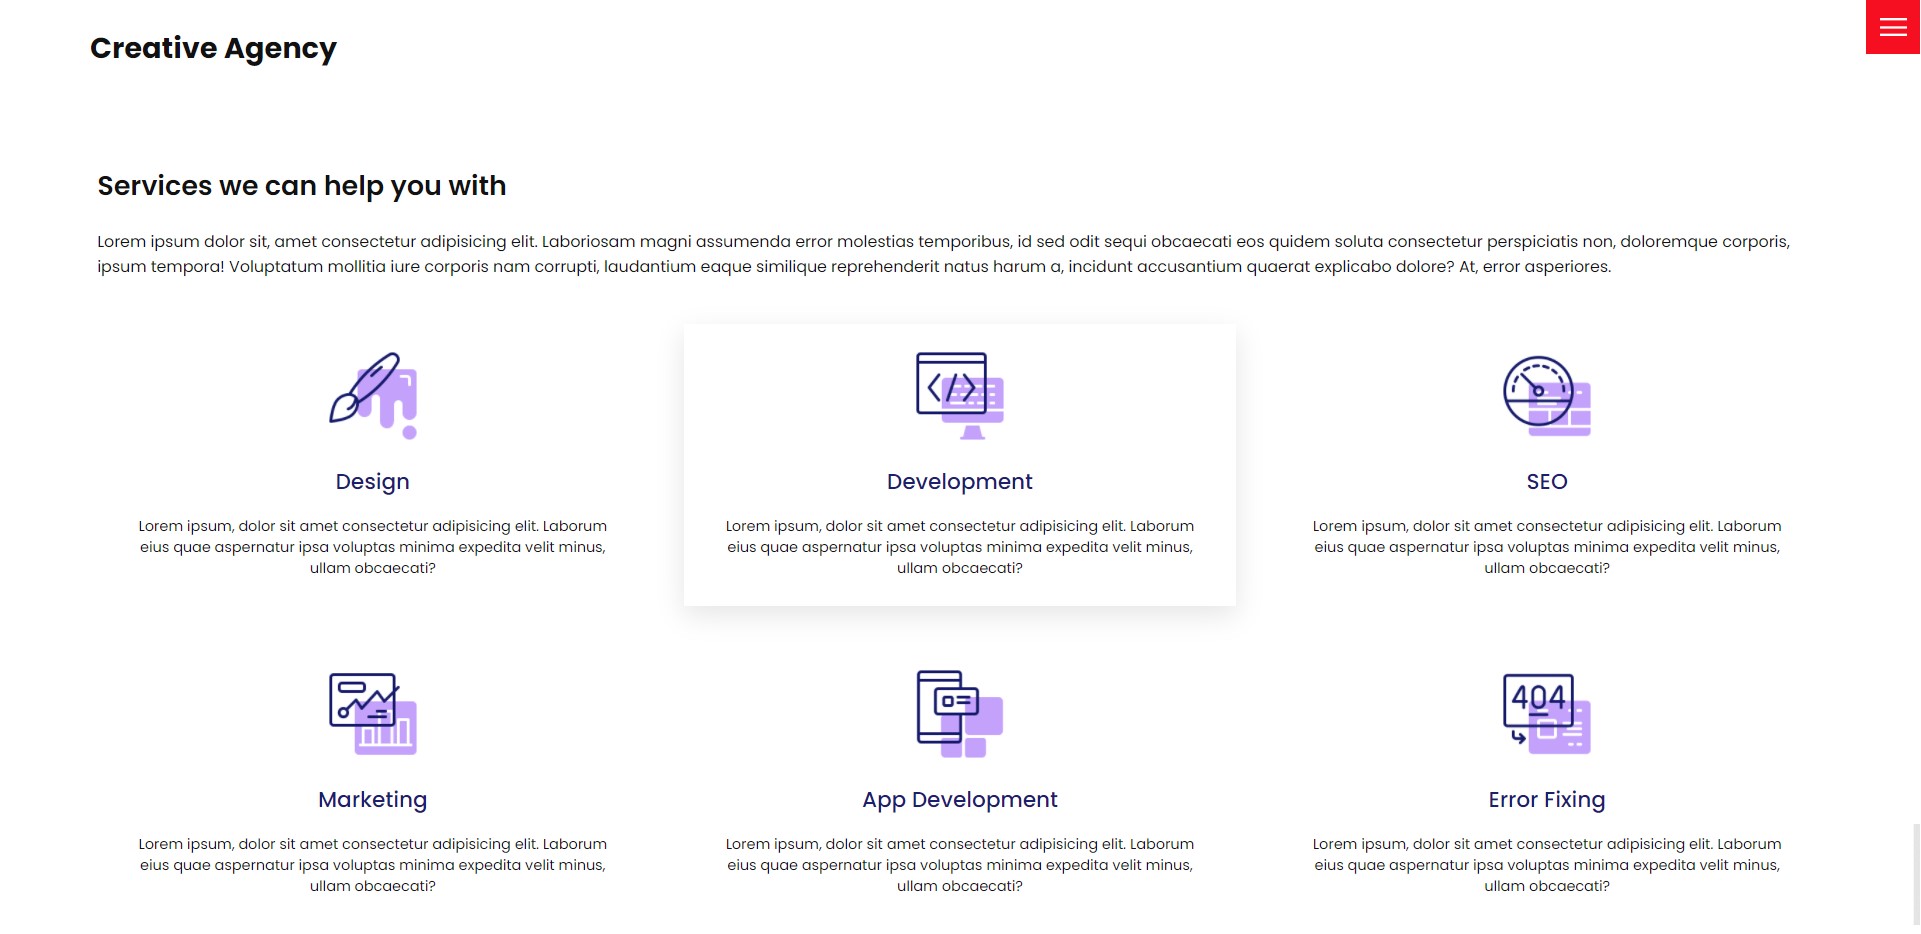 Creative Agency
Services we can help you with
Lorem ipsum dolor sit, amet consectetur adipisicing elit. Laboriosam magni assumenda error molestias temporibus, id sed odit sequi obcaecati eos quidem soluta consectetur perspiciatis non, doloremque corporis,
ipsum tempora! Voluptatum mollitia iure corporis nam corrupti, laudantium eaque similique reprehenderit natus harum a, incidunt accusantium quaerat explicabo dolore? At, error asperiores.
Design
Lorem ipsum, dolor sit amet consectetur adipisicing elit. Laborum
eius quae aspernatur ipsa voluptas minima expedita velit minus,
ullam obcaecati?
Development
Lorem ipsum, dolor sit amet consectetur adipisicing elit. Laborum
eius quae aspernatur ipsa voluptas minima expedita velit minus,
ullam obcaecati?
SEO
Lorem ipsum, dolor sit amet consectetur adipisicing elit. Laborum
eius quae aspernatur ipsa voluptas minima expedita velit minus,
ullam obcaecati?
Marketing
Lorem ipsum, dolor sit amet consectetur adipisicing elit. Laborum
eius quae aspernatur ipsa voluptas minima expedita velit minus,
ullam obcaecati?
App Development
Lorem ipsum, dolor sit amet consectetur adipisicing elit. Laborum
eius quae aspernatur ipsa voluptas minima expedita velit minus,
ullam obcaecati?
404
Error Fixing
Lorem ipsum, dolor sit amet consectetur adipisicing elit. Laborum
eius quae aspernatur ipsa voluptas minima expedita velit minus,
ullam obcaecati?